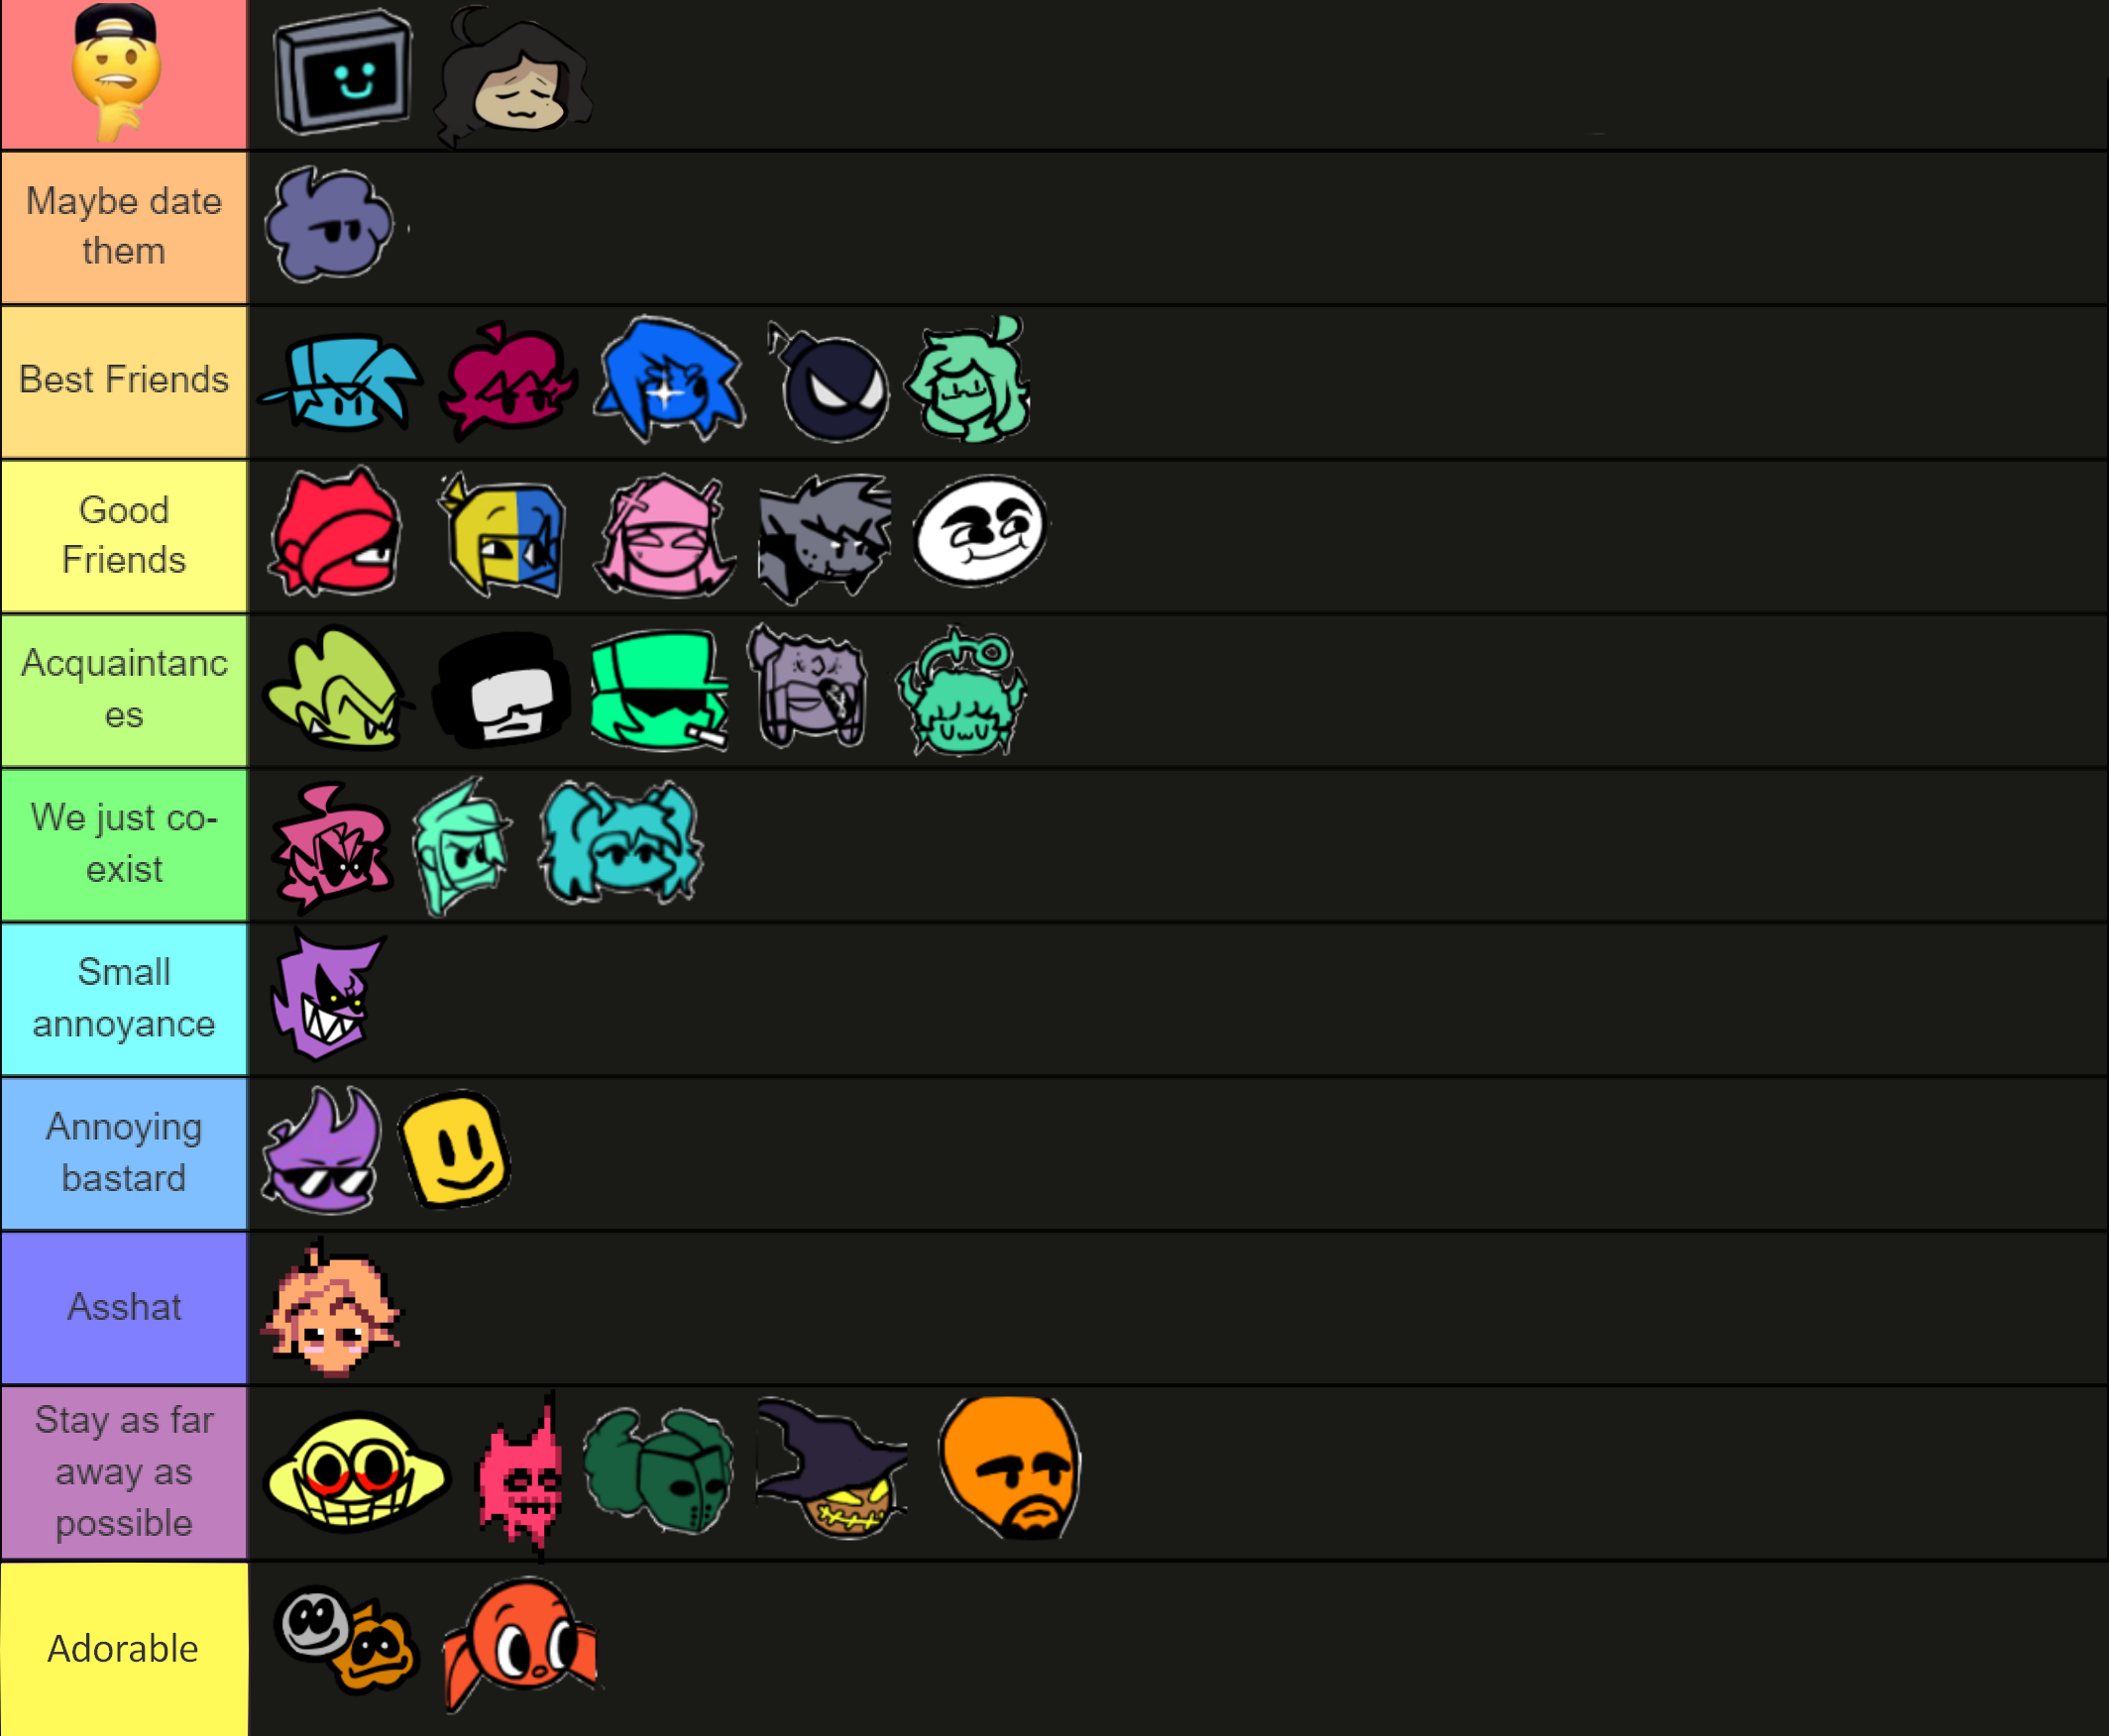 Maybe date
them
Best Friends
Good
Friends
Acquaintanc
es
We just co-
exist
Small
annoyance
Annoying
bastard
Asshat
Stay as far
away as
possible
Adorable